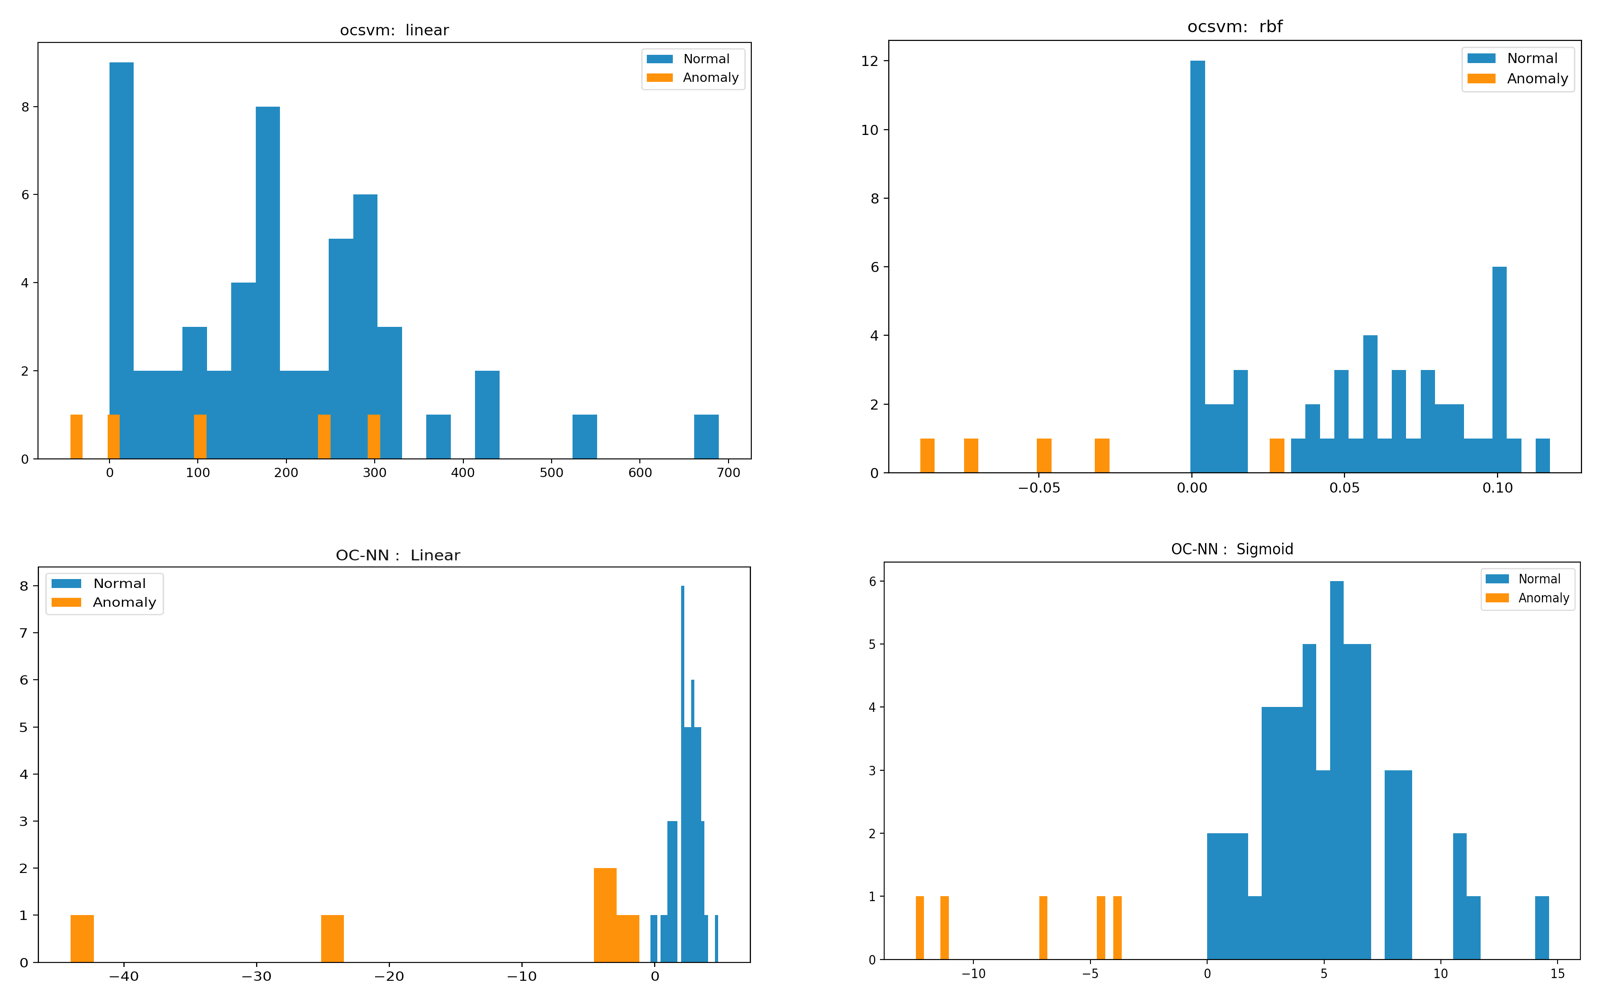 ocsvm: linear
Normal
Anomaly
8
6
4
2
0
0 100 200 300 400 500 600 700
ocsvm: rbf
Normal
Anomaly
12
10
8
6
4
2
0
−0.05 0.00 0.05 0.10
OC-NN : Linear
Normal
Anomaly
8
7
6
5
4
3
2
1
0
−40 −30 −20 −10 0
OC-NN : Sigmoid
Normal
Anomaly
6
5
4
3
2
1
0
−10 −5 0 5 10 15